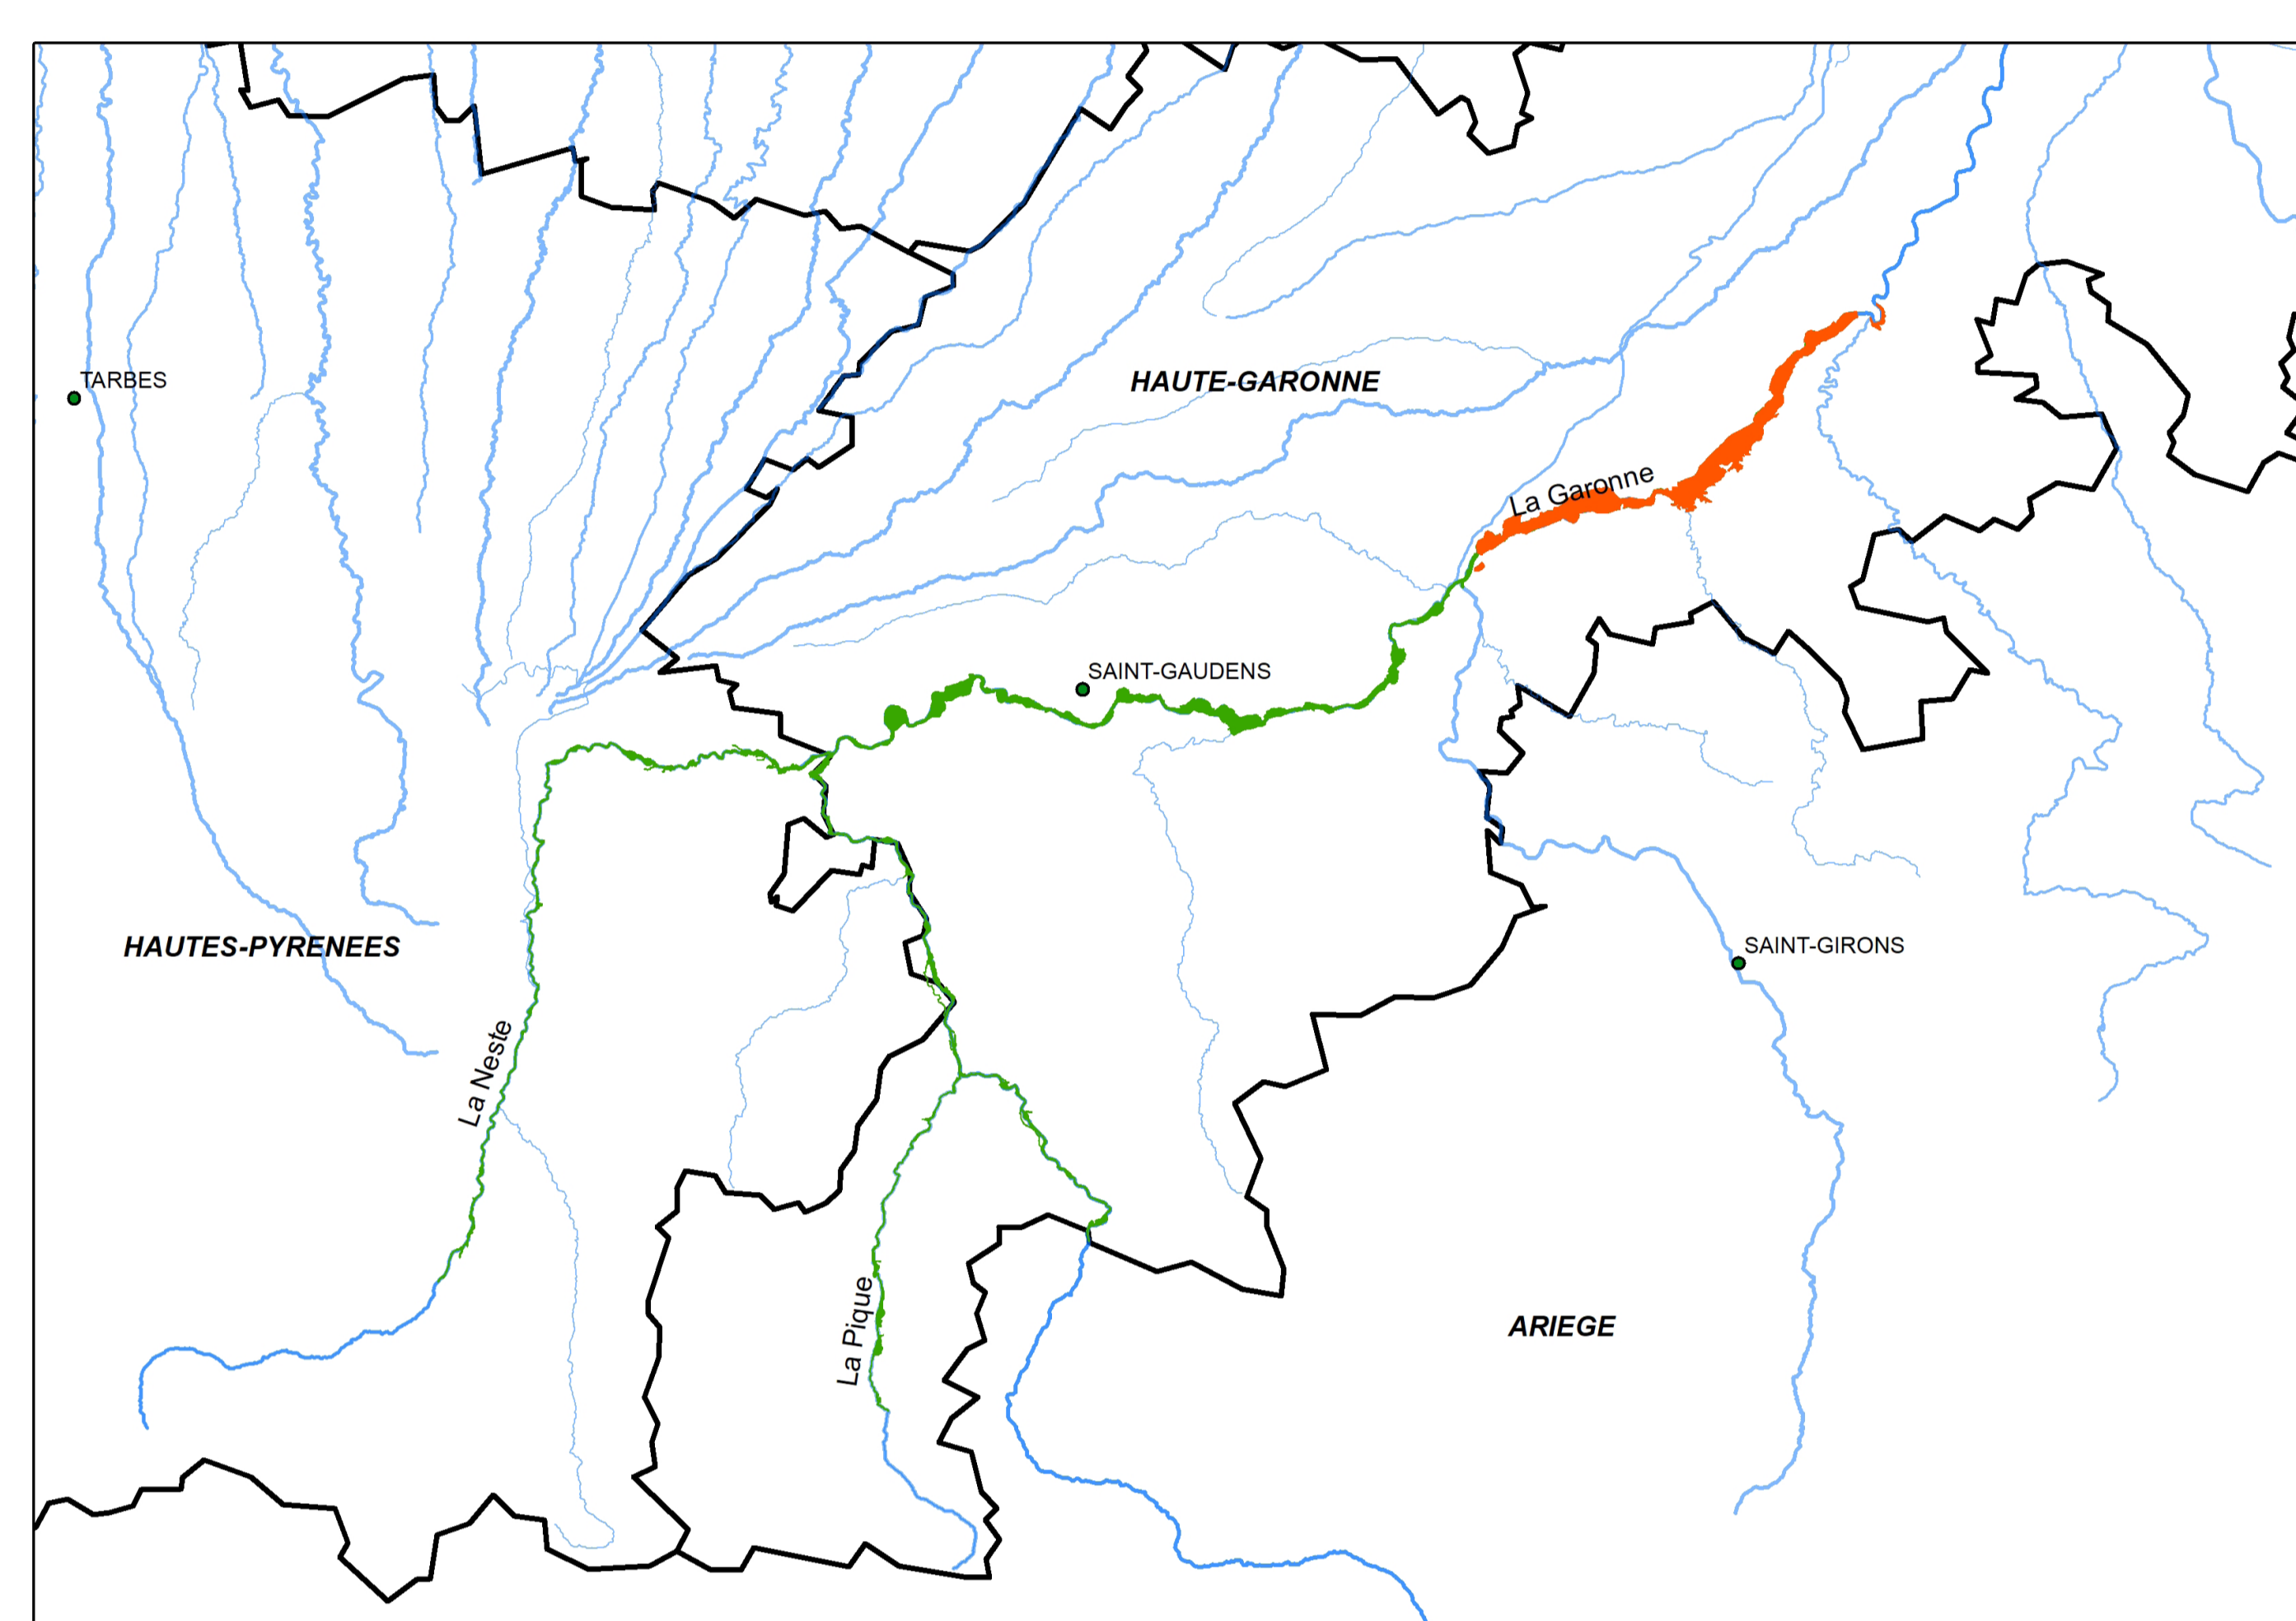 TARBES
HAUTE-GARONNE
La Garonne
SAINT-GAUDENS
HAUTES-PYRENEES
SAINT-GIRONS
La Neste
ARIEGE
La Pique